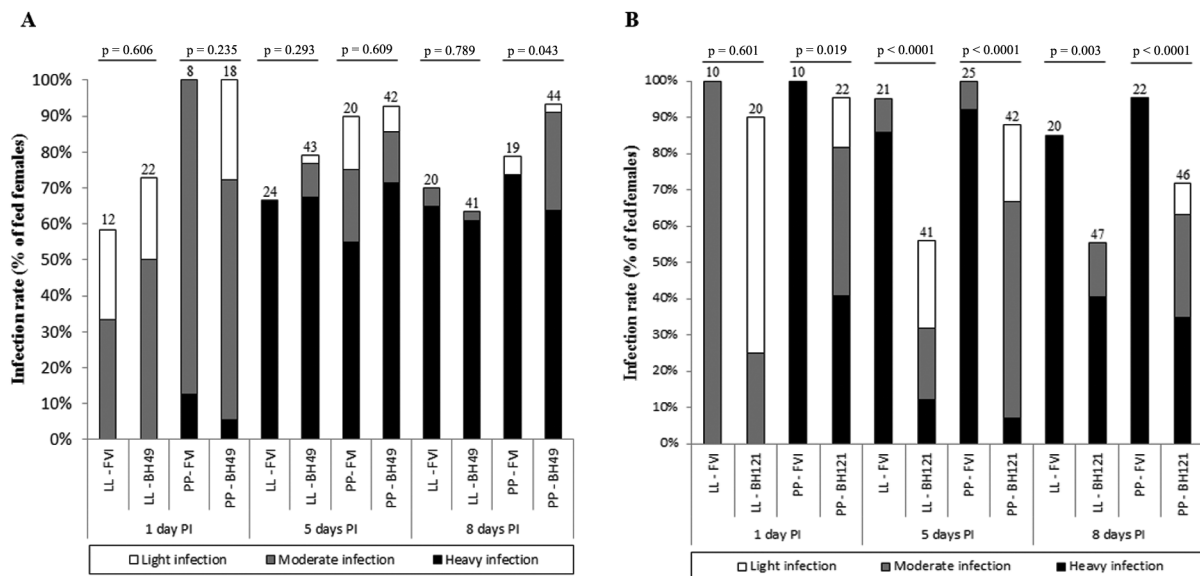 A
p = 0.606 p = 0.235 p = 0.293 p = 0.609 p = 0.789 p = 0.043
Infection rate (% of fed females)
100%
90%
80%
70%
60%
50%
40%
30%
20%
10%
0%
12 22 8 18 24 43 20 42 20 41 19 44
LL - FVI LL - BH49 PP - FVI PP - BH49 LL - FVI LL - BH49 PP - FVI PP - BH49 LL - FVI LL - BH49 PP - FVI PP - BH49
1 day PI 5 days PI 8 days PI
Light infection Moderate infection Heavy infection
B
p = 0.601 p = 0.019 p < 0.0001 p < 0.0001 p = 0.003 p < 0.0001
Infection rate (% of fed females)
100%
90%
80%
70%
60%
50%
40%
30%
20%
10%
0%
10 20 10 22 21 41 25 42 20 47 22 46
LL - FVI LL - BH121 PP - FVI PP - BH121 LL - FVI LL - BH121 PP - FVI PP - BH121 LL - FVI LL - BH121 PP - FVI PP - BH121
1 day PI 5 days PI 8 days PI
Light infection Moderate infection Heavy infection